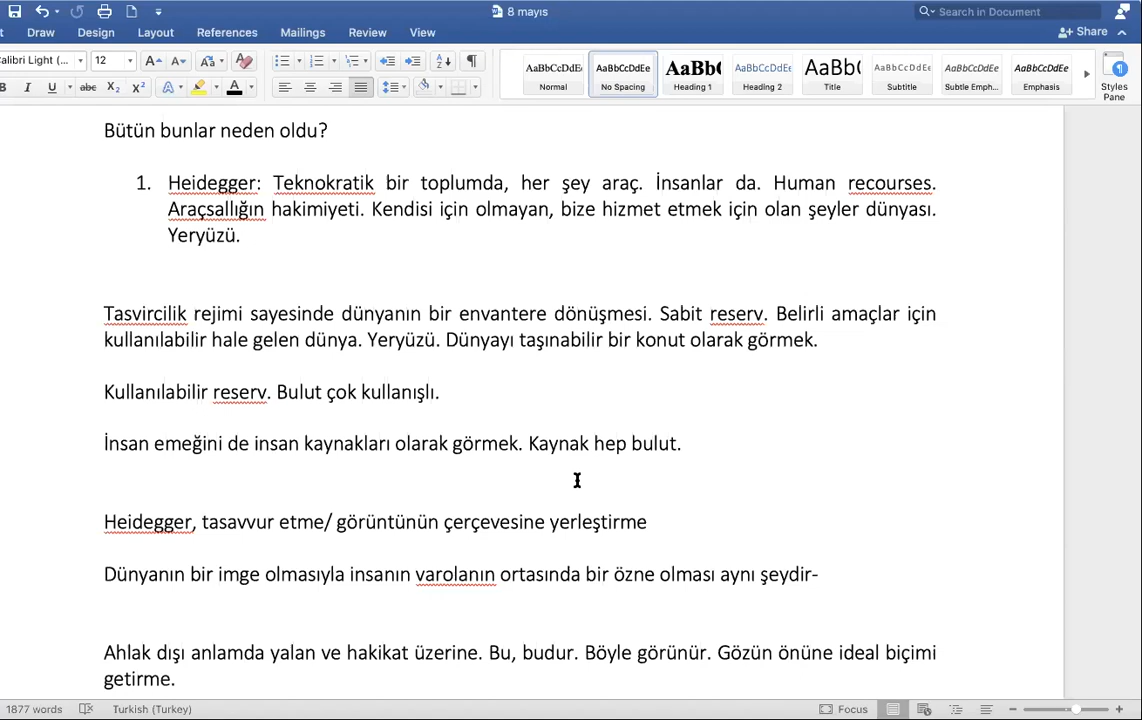 8 mayıs
Search in Document
Draw Design Layout References Mailings Review View
Share
Calibri Light (... 12
AaBbCcDdEe AaBbCcDdEe AaBbC AaBbCcDdEe AaBb( AaBbCcDdEe AaBbCcDdEe AaBbCcDdEe
Normal No Spacing Heading 1 Heading 2 Title Subtitle Subtle Emph... Emphasis
Styles
Pane
Bütün bunlar neden oldu?
1. Heidegger: Teknokratik bir toplumda, her şey araç. İnsanlar da. Human recourses.
Araçsallığın hakimiyeti. Kendisi için olmayan, bize hizmet etmek için olan şeyler dünyası.
Yeryüzü.
Tasvircilik rejimi sayesinde dünyanın bir envantere dönüşmesi. Sabit reserv. Belirli amaçlar için
kullanılabilir hale gelen dünya. Yeryüzü. Dünyayı taşınabilir bir konut olarak görmek.
Kullanılabilir reserv. Bulut çok kullanışlı.
İnsan emeğini de insan kaynakları olarak görmek. Kaynak hep bulut.
Heidegger, tasavvur etme/ görüntünün çerçevesine yerleştirme
Dünyanın bir imge olmasıyla insanın varolanın ortasında bir özne olması aynı şeydir-
Ahlak dışı anlamda yalan ve hakikat üzerine. Bu, budur. Böyle görünür. Gözün önüne ideal biçimi
getirme.
1877 words Turkish (Turkey) Focus